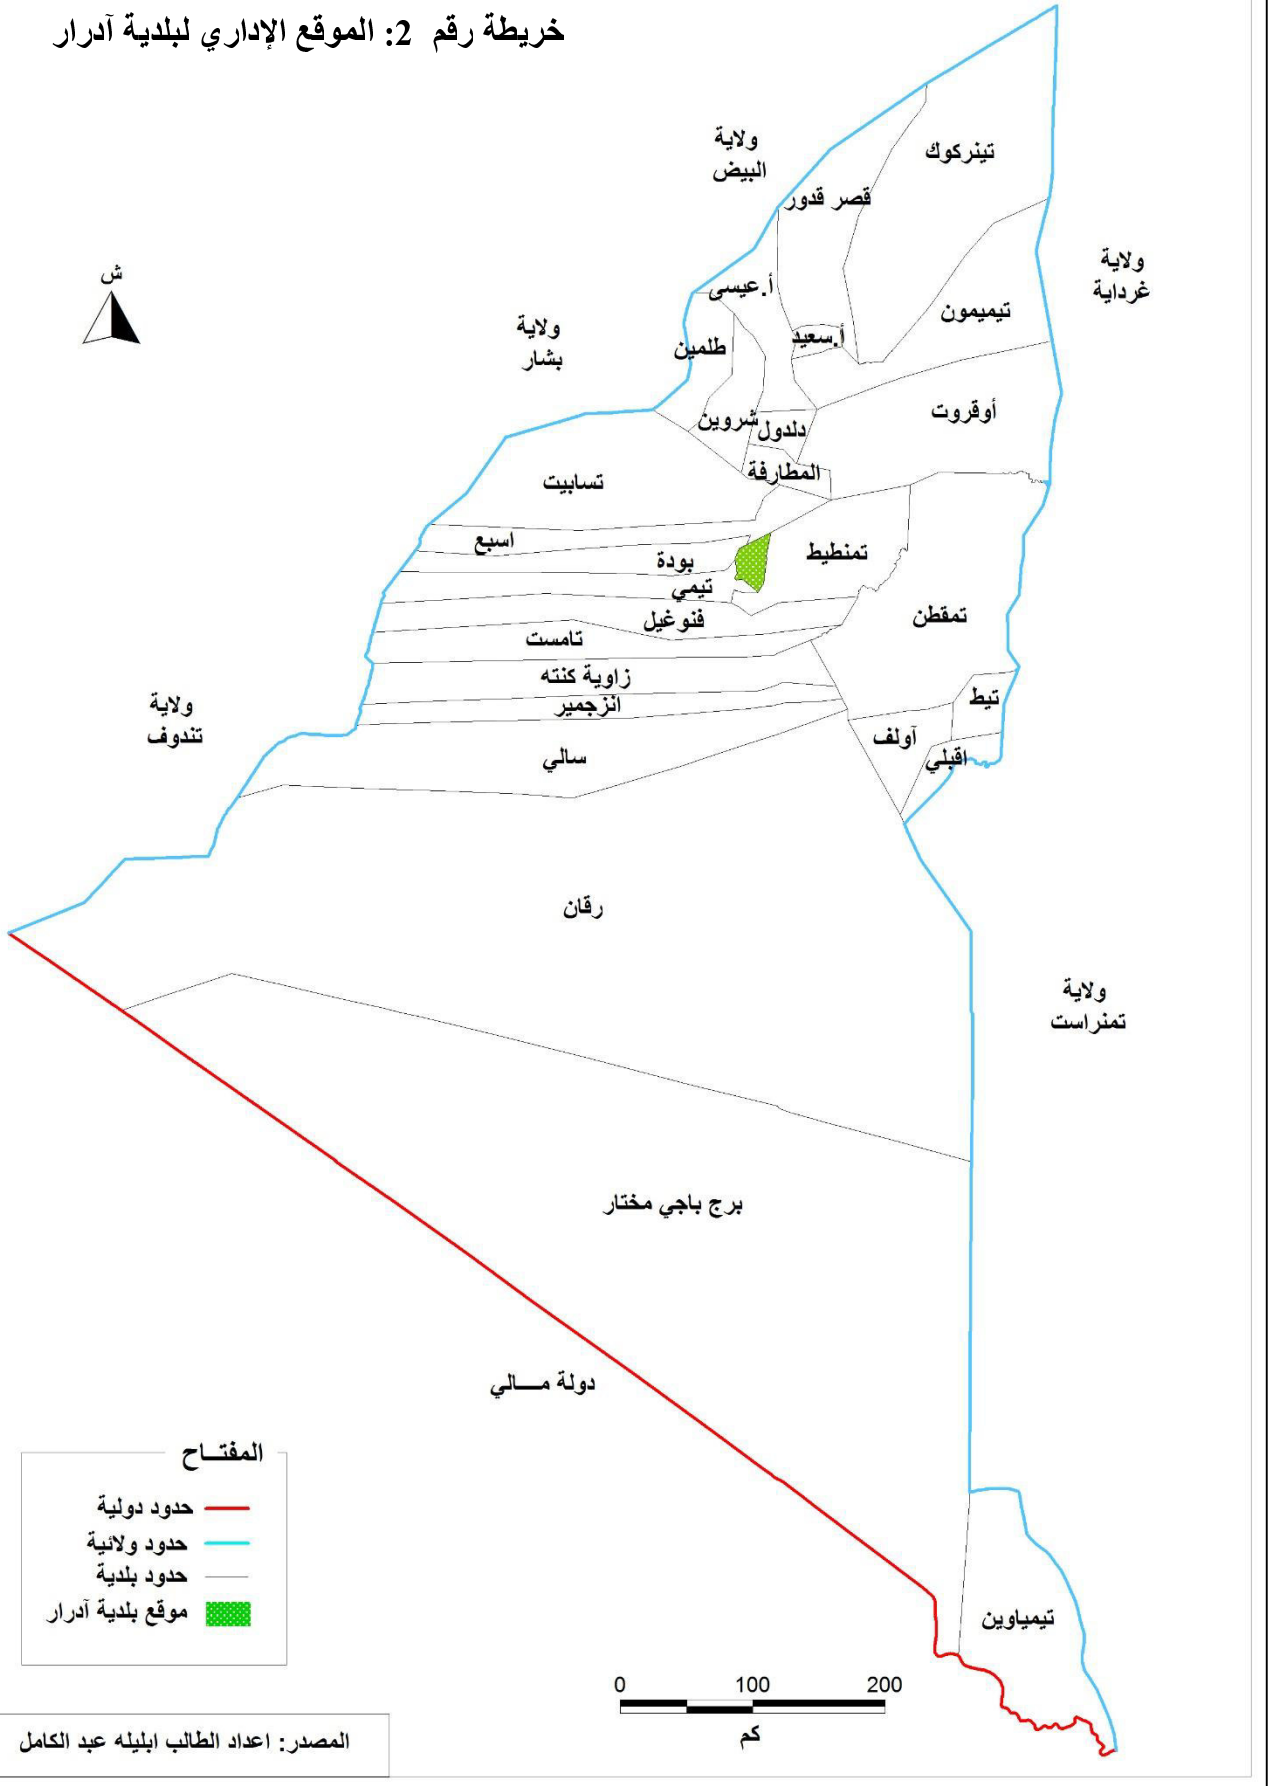 خريطة رقم 2: الموقع الإداري لبلدية آدرار
ولاية
البيض
تينركوك
قصر قدور
ولاية
غرداية
ش
أ.عيسى
تيميمون
ولاية
بشار
أ.سعيد
طلمين
أوقروت
شروين
دلدول
المطارفة
تسابيت
اسبع
تمنطيط
بودة
تيمي
تمقطن
فنوغيل
تامست
زاوية كنته
انزجمير
تيط
ولاية
تندوف
آولف
سالي
اقبلي
رقان
ولاية
تمنراست
برج باجي مختار
دولة مـــالي
المفتــاح
حدود دولية
حدود ولائية
حدود بلدية
موقع بلدية آدرار
تيمياوين
0 100 200
كم
المصدر: اعداد الطالب ابليله عبد الكامل